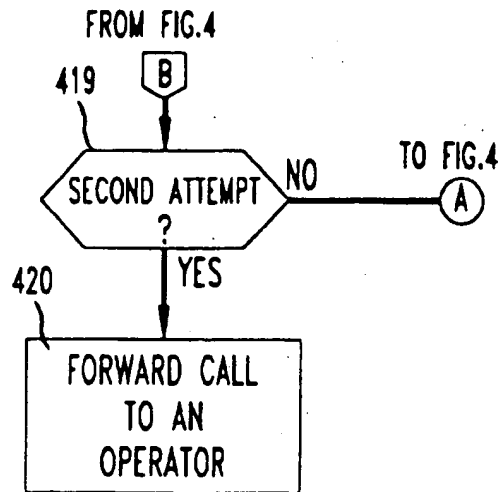 FROM FIG.4
B
419
SECOND ATTEMPT
?
NO
TO FIG.4
A
YES
420
FORWARD CALL
TO AN
OPERATOR